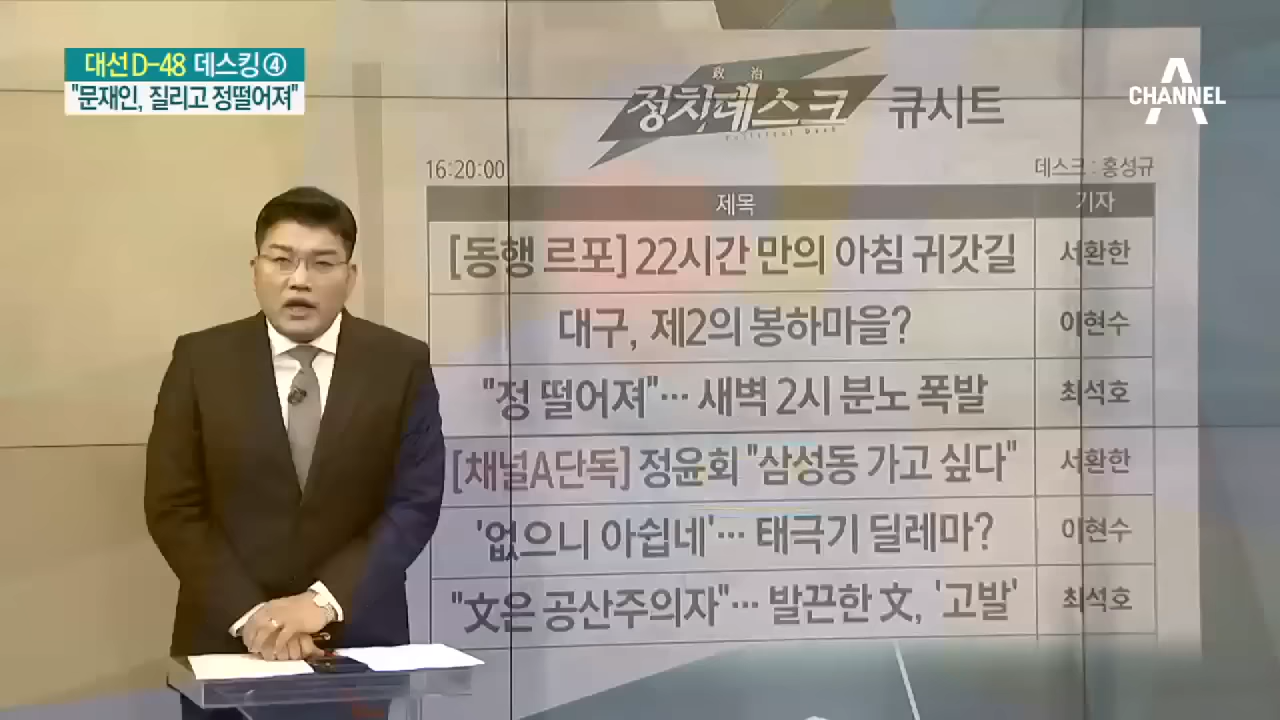 대선 D-48 데스킹④
"문재인, 질리고 정떨어져"
CHANNEL A
政治
정치데스크 큐시트
Political Desk
16:20:00 데스크 : 홍성규
제목 기자
[동행 르포] 22시간 만의 아침 귀갓길 서환한
대구, 제2의 봉하마을? 이현수
"정 떨어져"… 새벽 2시 분노 폭발 최석호
[채널A단독] 정윤회 "삼성동 가고 싶다" 서환한
'없으니 아쉽네'… 태극기 딜레마? 이현수
"文은 공산주의자"… 발끈한 文, '고발' 최석호